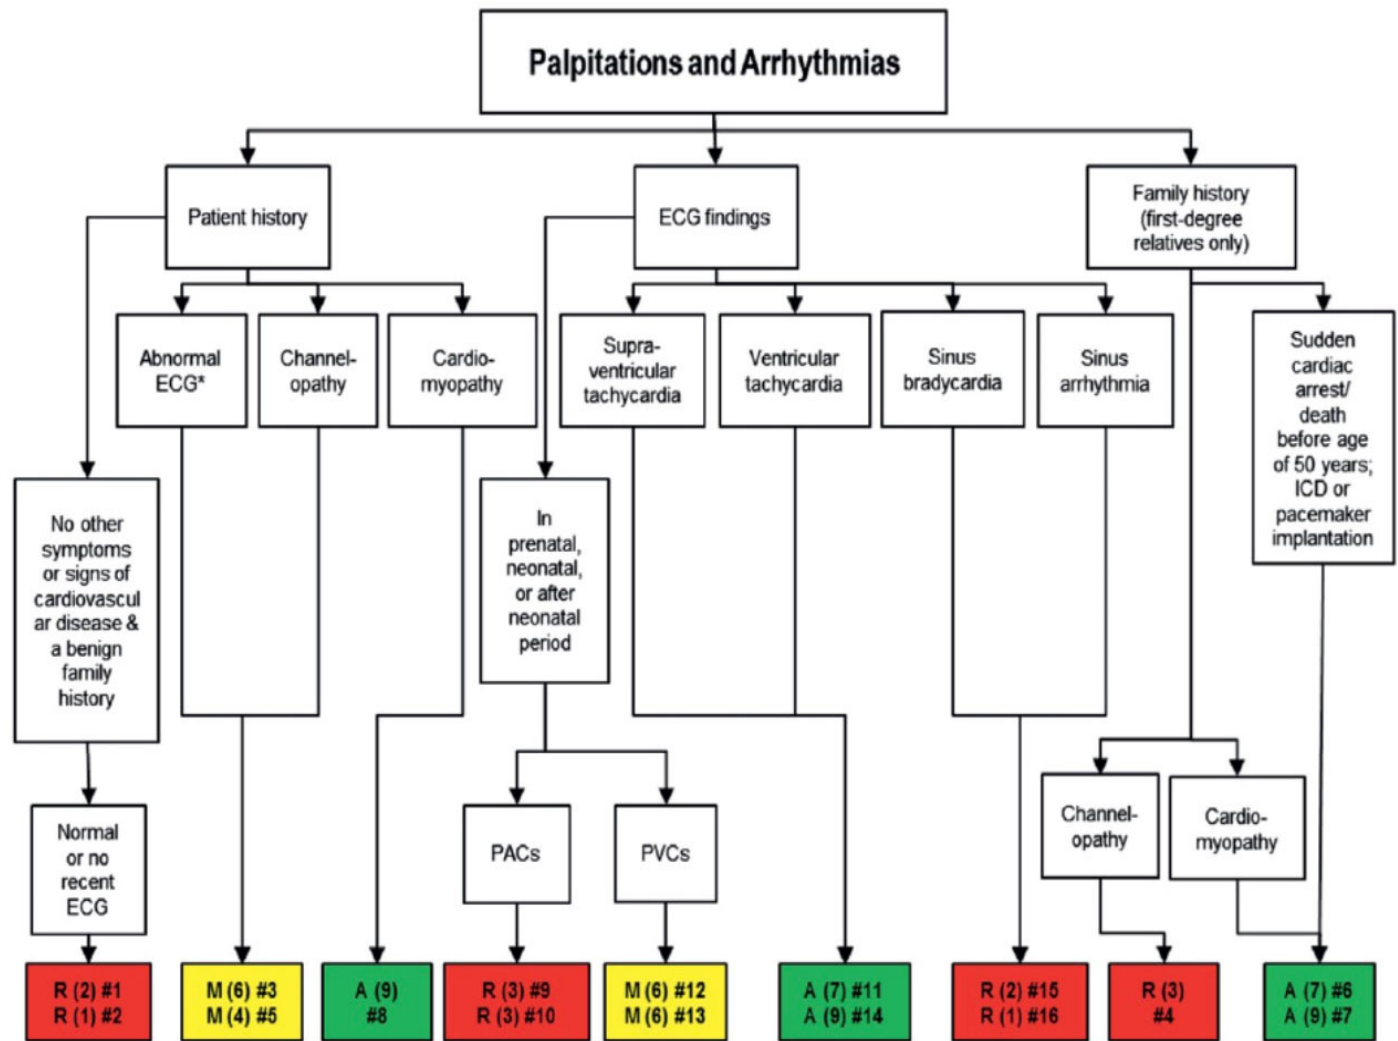 Palpitations and Arrhythmias
Patient history
ECG findings
Family history
(first-degree
relatives only)
Abnormal
ECG*
Channel-
opathy
Cardio-
myopathy
Supra-
ventricular
tachycardia
Ventricular
tachycardia
Sinus
bradycardia
Sinus
arrhythmia
Sudden
cardiac
arrest/
death
before age
of 50 years;
ICD or
pacemaker
implantation
No other
symptoms
or signs of
cardiovascul
ar disease &
a benign
family
history
In
prenatal,
neonatal,
or after
neonatal
period
Normal
or no
recent
ECG
PACs
PVCs
Channel-
opathy
Cardio-
myopathy
R (2) #1
R (1) #2
M (6) #3
M (4) #5
A (9)
#8
R (3) #9
R (3) #10
M (6) #12
M (6) #13
A (7) #11
A (9) #14
R (2) #15
R (1) #16
R (3)
#4
A (7) #6
A (9) #7